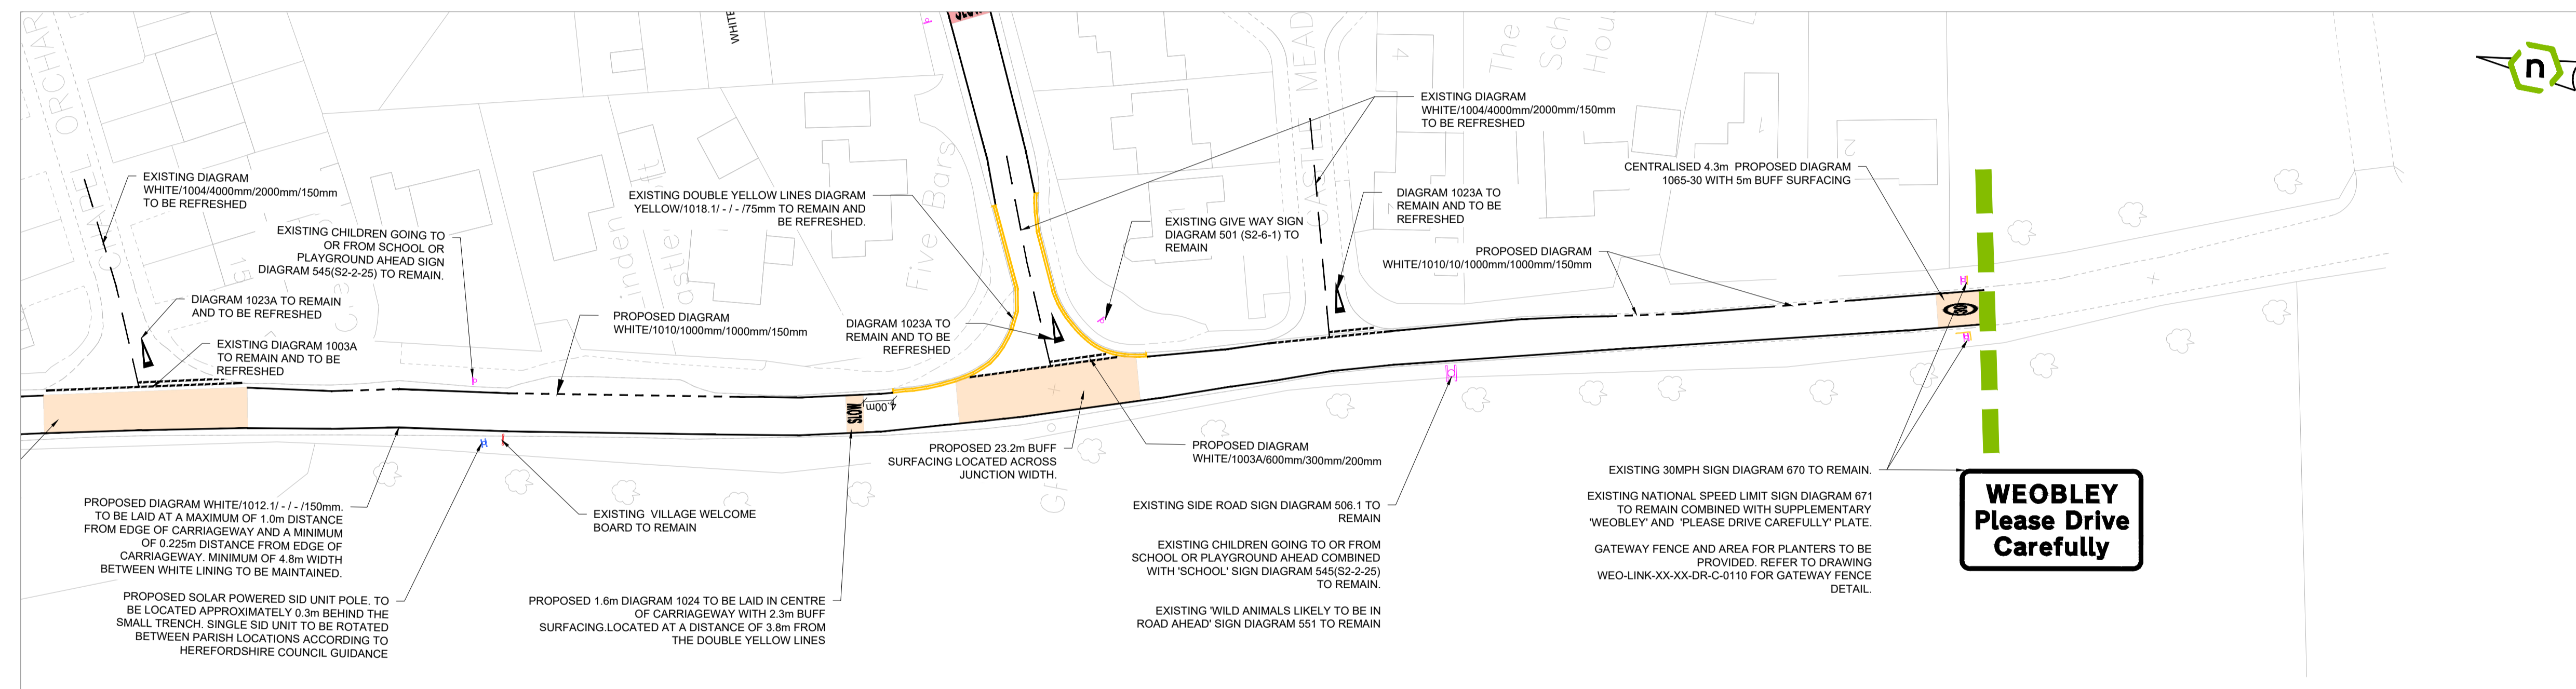 EXISTING DIAGRAM
WHITE/1004/4000mm/2000mm/150mm
TO BE REFRESHED
EXISTING CHILDREN GOING TO
OR FROM SCHOOL OR
PLAYGROUND AHEAD SIGN
DIAGRAM 545(S2-2-25) TO REMAIN.
DIAGRAM 1023A TO REMAIN
AND TO BE REFRESHED
EXISTING DIAGRAM 1003A
TO REMAIN AND TO BE
REFRESHED
EXISTING DOUBLE YELLOW LINES DIAGRAM
YELLOW/1018.1/ - / - /75mm TO REMAIN AND
BE REFRESHED.
PROPOSED DIAGRAM
WHITE/1010/1000mm/1000mm/150mm
DIAGRAM 1023A TO
REMAIN AND TO BE
REFRESHED
EXISTING GIVE WAY SIGN
DIAGRAM 501 (S2-6-1) TO
REMAIN
EXISTING DIAGRAM
WHITE/1004/4000mm/2000mm/150mm
TO BE REFRESHED
DIAGRAM 1023A TO
REMAIN AND TO BE
REFRESHED
PROPOSED DIAGRAM
WHITE/1010/10/1000mm/1000mm/150mm
CENTRALISED 4.3m PROPOSED DIAGRAM
1065-30 WITH 5m BUFF SURFACING
WHITE
The
Sch
Hou
Five Bars
4
1
2
15
n
30
SLOW
4.00m
PROPOSED DIAGRAM WHITE/1012.1/ - / - /150mm.
TO BE LAID AT A MAXIMUM OF 1.0m DISTANCE
FROM EDGE OF CARRIAGEWAY AND A MINIMUM
OF 0.225m DISTANCE FROM EDGE OF
CARRIAGEWAY. MINIMUM OF 4.8m WIDTH
BETWEEN WHITE LINING TO BE MAINTAINED.
PROPOSED SOLAR POWERED SID UNIT POLE. TO
BE LOCATED APPROXIMATELY 0.3m BEHIND THE
SMALL TRENCH. SINGLE SID UNIT TO BE ROTATED
BETWEEN PARISH LOCATIONS ACCORDING TO
HEREFORDSHIRE COUNCIL GUIDANCE
EXISTING VILLAGE WELCOME
BOARD TO REMAIN
PROPOSED 1.6m DIAGRAM 1024 TO BE LAID IN CENTRE
OF CARRIAGEWAY WITH 2.3m BUFF
SURFACING.LOCATED AT A DISTANCE OF 3.8m FROM
THE DOUBLE YELLOW LINES
PROPOSED 23.2m BUFF
SURFACING LOCATED ACROSS
JUNCTION WIDTH.
PROPOSED DIAGRAM
WHITE/1003A/600mm/300mm/200mm
EXISTING SIDE ROAD SIGN DIAGRAM 506.1 TO
REMAIN
EXISTING CHILDREN GOING TO OR FROM
SCHOOL OR PLAYGROUND AHEAD COMBINED
WITH 'SCHOOL' SIGN DIAGRAM 545(S2-2-25)
TO REMAIN.
EXISTING 'WILD ANIMALS LIKELY TO BE IN
ROAD AHEAD' SIGN DIAGRAM 551 TO REMAIN
EXISTING 30MPH SIGN DIAGRAM 670 TO REMAIN.
EXISTING NATIONAL SPEED LIMIT SIGN DIAGRAM 671
TO REMAIN COMBINED WITH SUPPLEMENTARY
'WEOBLEY' AND 'PLEASE DRIVE CAREFULLY' PLATE.
GATEWAY FENCE AND AREA FOR PLANTERS TO BE
PROVIDED. REFER TO DRAWING
WEO-LINK-XX-XX-DR-C-0110 FOR GATEWAY FENCE
DETAIL.
WEOBLEY
Please Drive
Carefully